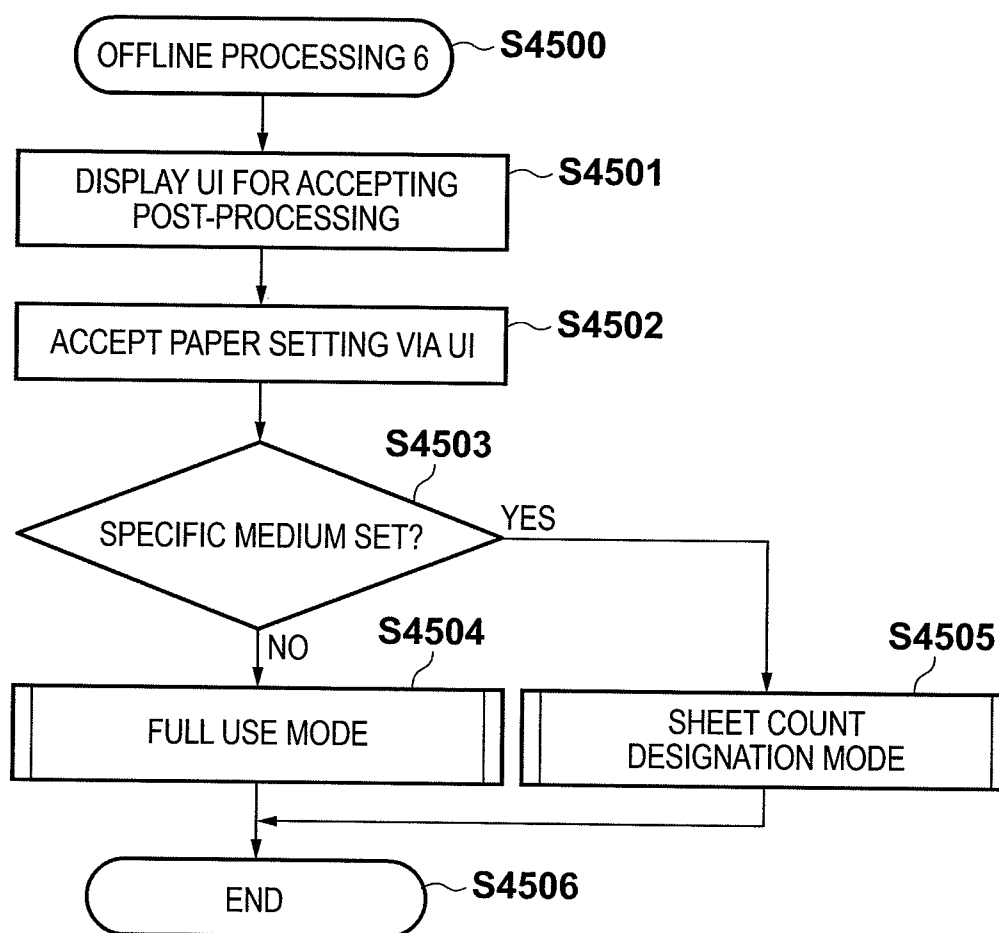 OFFLINE PROCESSING 6
S4500
DISPLAY UI FOR ACCEPTING
POST-PROCESSING
S4501
ACCEPT PAPER SETTING VIA UI
S4502
SPECIFIC MEDIUM SET?
S4503
YES
NO
S4504
FULL USE MODE
S4505
SHEET COUNT
DESIGNATION MODE
END
S4506